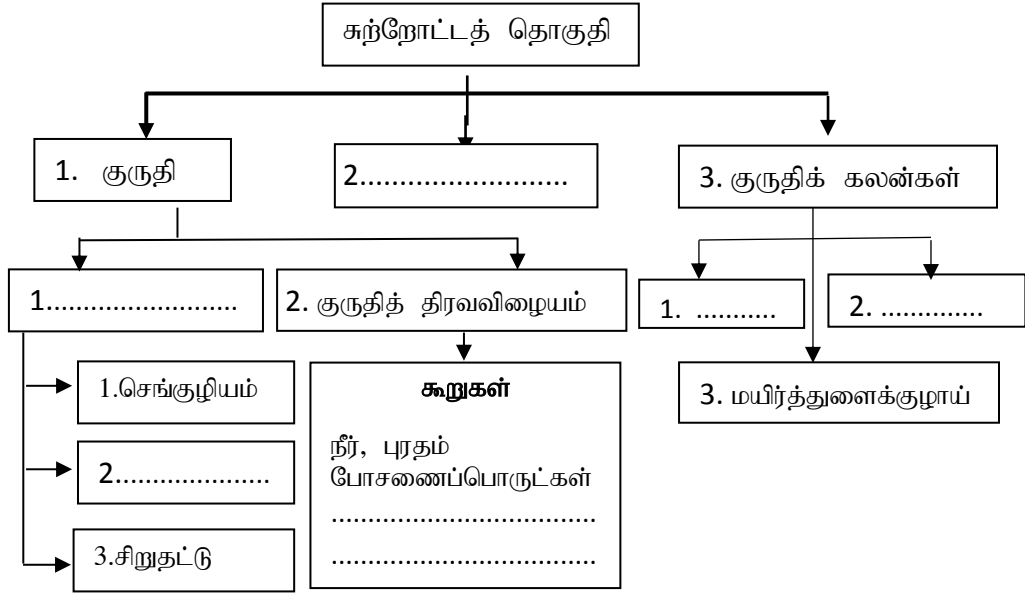 சுற்றோட்டத் தொகுதி
1. குருதி
2...........................
3. குருதிக் கலன்கள்
1.........................
2. குருதித் திரவவிழையம்
1. ...........
2. ..............
1.செங்குழியம்
கூறுகள்
3. மயிர்த்துளைக்குழாய்
நீர், புரதம்
போசணைப்பொருட்கள்
2....................
...................................
3.சிறுதட்டு
...................................